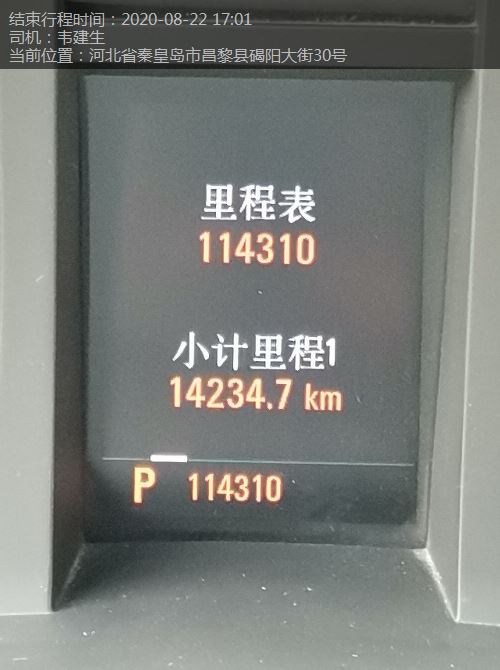 结束行程时间：2020-08-22 17:01
司机：韦建生
当前位置：河北省秦皇岛市昌黎县碣阳大街30号
里程表
114310
小计里程1
14234.7 km
P 114310